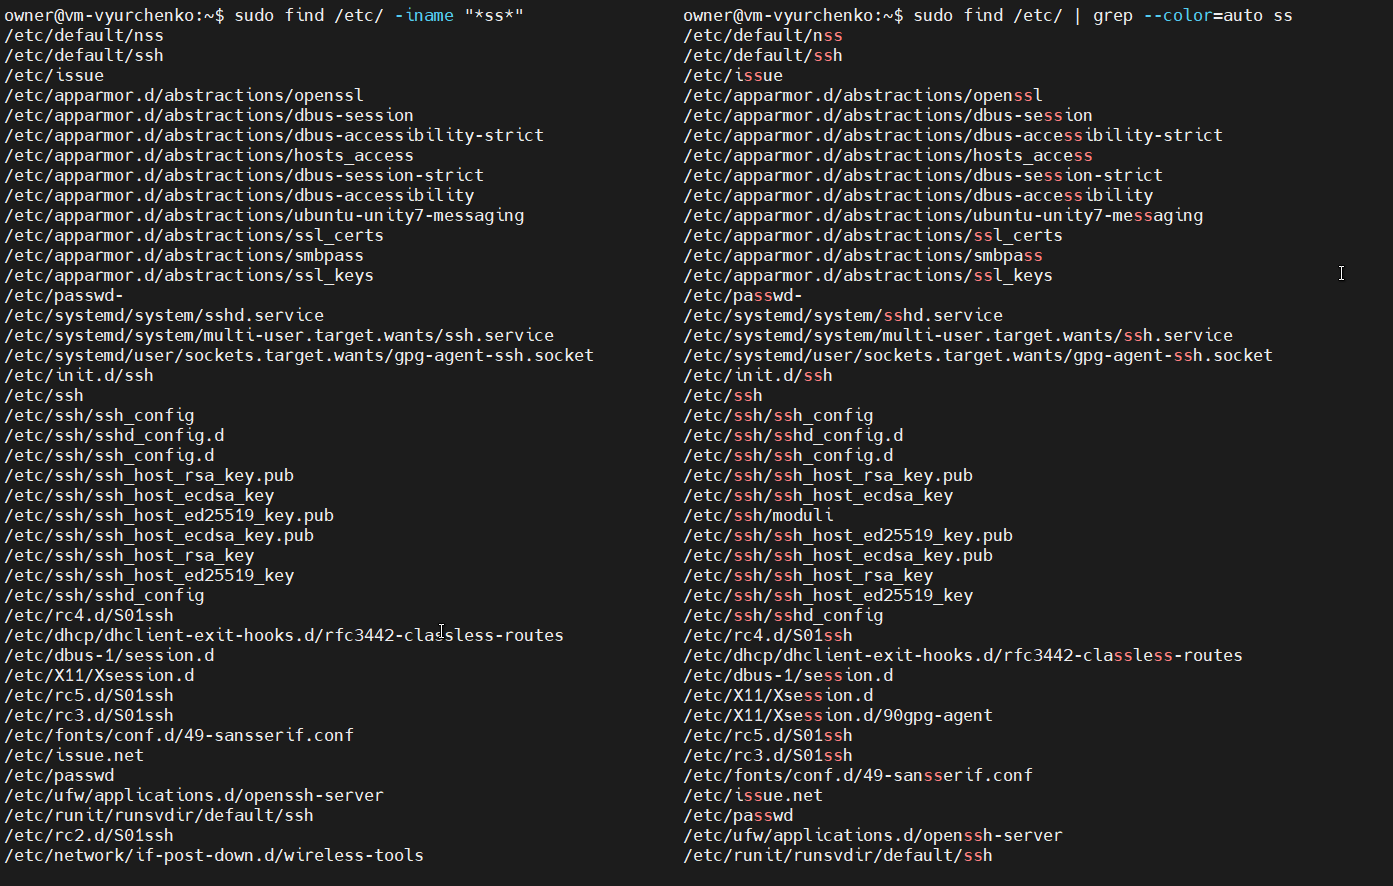 owner@vm-vyurchenko:~$ sudo find /etc/ -iname "*ss*"
/etc/default/nss
/etc/default/ssh
/etc/issue
/etc/apparmor.d/abstractions/openssl
/etc/apparmor.d/abstractions/dbus-session
/etc/apparmor.d/abstractions/dbus-accessibility-strict
/etc/apparmor.d/abstractions/hosts_access
/etc/apparmor.d/abstractions/dbus-session-strict
/etc/apparmor.d/abstractions/dbus-accessibility
/etc/apparmor.d/abstractions/ubuntu-unity7-messaging
/etc/apparmor.d/abstractions/ssl_certs
/etc/apparmor.d/abstractions/smbpass
/etc/apparmor.d/abstractions/ssl_keys
/etc/passwd-
/etc/systemd/system/sshd.service
/etc/systemd/system/multi-user.target.wants/ssh.service
/etc/systemd/user/sockets.target.wants/gpg-agent-ssh.socket
/etc/init.d/ssh
/etc/ssh
/etc/ssh/ssh_config
/etc/ssh/sshd_config.d
/etc/ssh/ssh_config.d
/etc/ssh/ssh_host_rsa_key.pub
/etc/ssh/ssh_host_ecdsa_key
/etc/ssh/ssh_host_ed25519_key.pub
/etc/ssh/ssh_host_ecdsa_key.pub
/etc/ssh/ssh_host_rsa_key
/etc/ssh/ssh_host_ed25519_key
/etc/ssh/sshd_config
/etc/rc4.d/S01ssh
/etc/dhcp/dhclient-exit-hooks.d/rfc3442-classless-routes
/etc/dbus-1/session.d
/etc/X11/Xsession.d
/etc/rc5.d/S01ssh
/etc/rc3.d/S01ssh
/etc/fonts/conf.d/49-sansserif.conf
/etc/issue.net
/etc/passwd
/etc/ufw/applications.d/openssh-server
/etc/runit/runsvdir/default/ssh
/etc/rc2.d/S01ssh
/etc/network/if-post-down.d/wireless-tools
owner@vm-vyurchenko:~$ sudo find /etc/ | grep --color=auto ss
/etc/default/nss
/etc/default/ssh
/etc/issue
/etc/apparmor.d/abstractions/openssl
/etc/apparmor.d/abstractions/dbus-session
/etc/apparmor.d/abstractions/dbus-accessibility-strict
/etc/apparmor.d/abstractions/hosts_access
/etc/apparmor.d/abstractions/dbus-session-strict
/etc/apparmor.d/abstractions/dbus-accessibility
/etc/apparmor.d/abstractions/ubuntu-unity7-messaging
/etc/apparmor.d/abstractions/ssl_certs
/etc/apparmor.d/abstractions/smbpass
/etc/apparmor.d/abstractions/ssl_keys
/etc/passwd-
/etc/systemd/system/sshd.service
/etc/systemd/system/multi-user.target.wants/ssh.service
/etc/systemd/user/sockets.target.wants/gpg-agent-ssh.socket
/etc/init.d/ssh
/etc/ssh
/etc/ssh/ssh_config
/etc/ssh/sshd_config.d
/etc/ssh/ssh_config.d
/etc/ssh/ssh_host_rsa_key.pub
/etc/ssh/ssh_host_ecdsa_key
/etc/ssh/moduli
/etc/ssh/ssh_host_ed25519_key.pub
/etc/ssh/ssh_host_ecdsa_key.pub
/etc/ssh/ssh_host_rsa_key
/etc/ssh/ssh_host_ed25519_key
/etc/ssh/sshd_config
/etc/rc4.d/S01ssh
/etc/dhcp/dhclient-exit-hooks.d/rfc3442-classless-routes
/etc/dbus-1/session.d
/etc/X11/Xsession.d
/etc/X11/Xsession.d/90gpg-agent
/etc/rc5.d/S01ssh
/etc/rc3.d/S01ssh
/etc/fonts/conf.d/49-sansserif.conf
/etc/issue.net
/etc/passwd
/etc/ufw/applications.d/openssh-server
/etc/runit/runsvdir/default/ssh